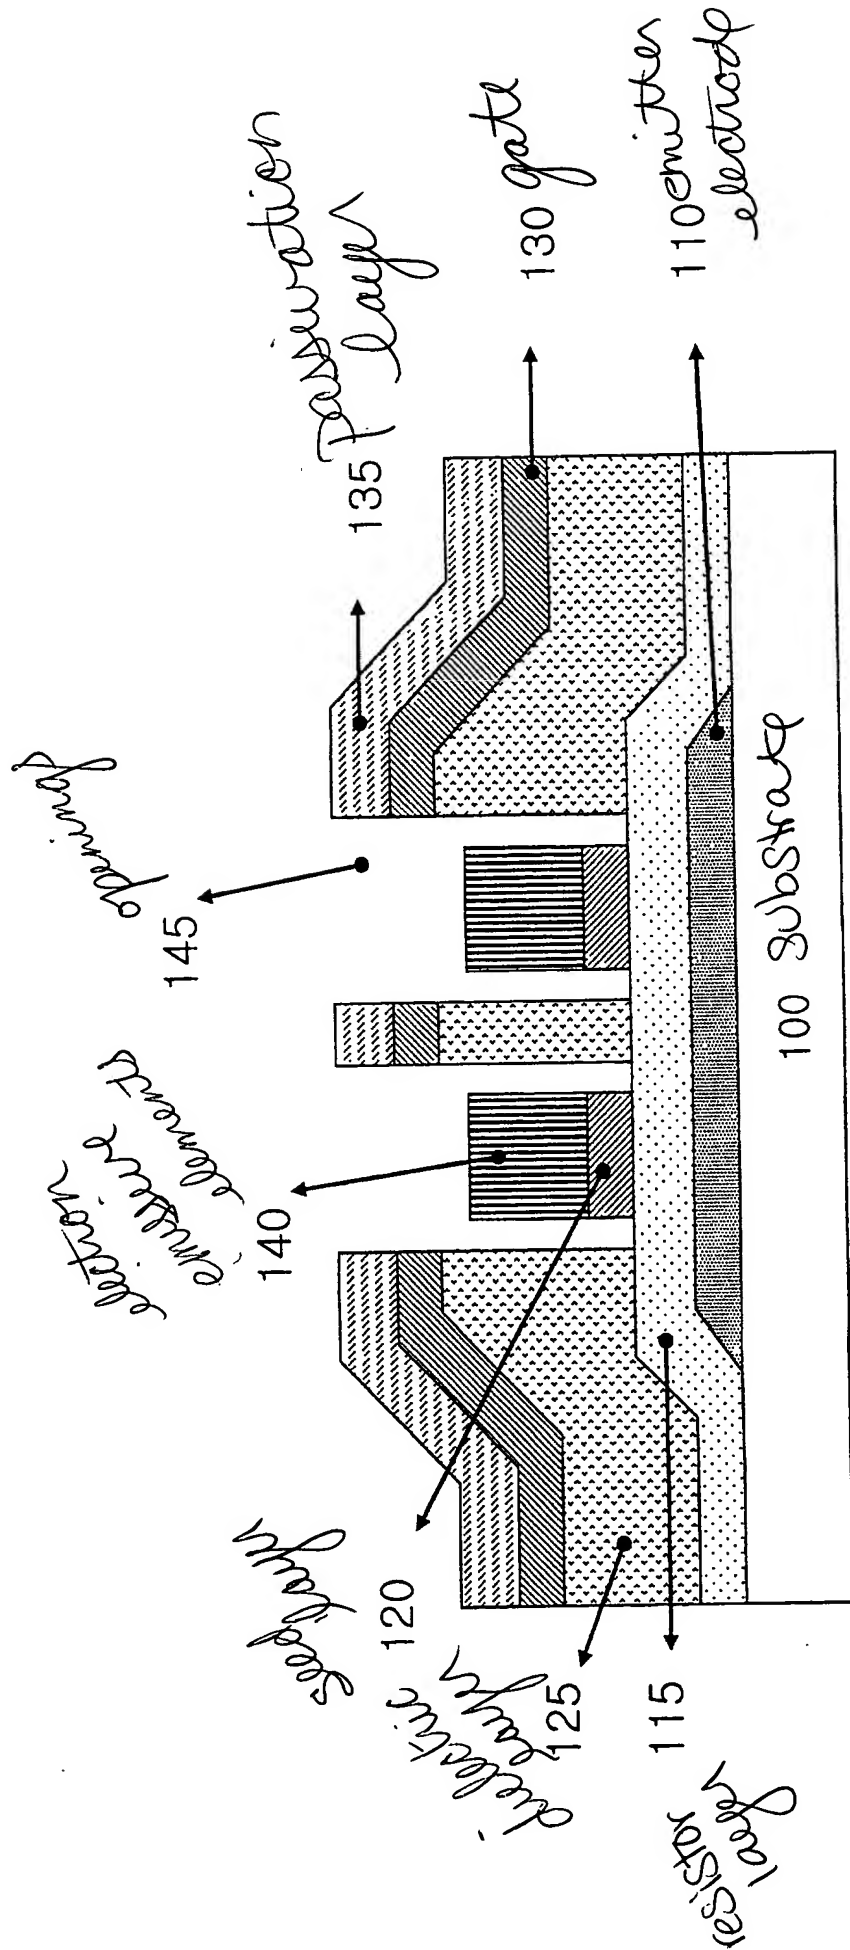 135 passivation
layer
130 gate
110 emitter
electrode
openings
145
electron
emissive
elements
140
seed layer
120
dielectric
layer
125
115
resistor
layer
100 substrate